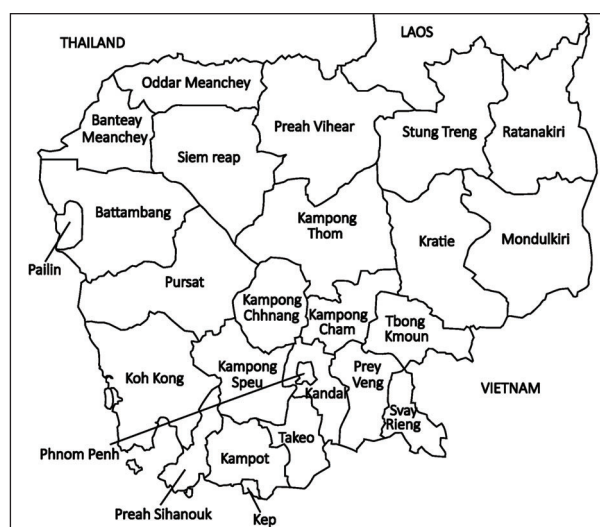 THAILAND
LAOS
Oddar Meanchey
Banteay
Meanchey
Siem reap
Preah Vihear
Stung Treng
Ratanakiri
Battambang
Kampong
Thom
Kratie
Mondulkiri
Pailin
Pursat
Kampong
Chhnang
Kampong
Cham
Tbong
Kmoun
Koh Kong
Kampong
Speu
Kandal
Prey
Veng
Svay
Rieng
VIETNAM
Phnom Penh
Kampot
Takeo
Preah Sihanouk
Kep